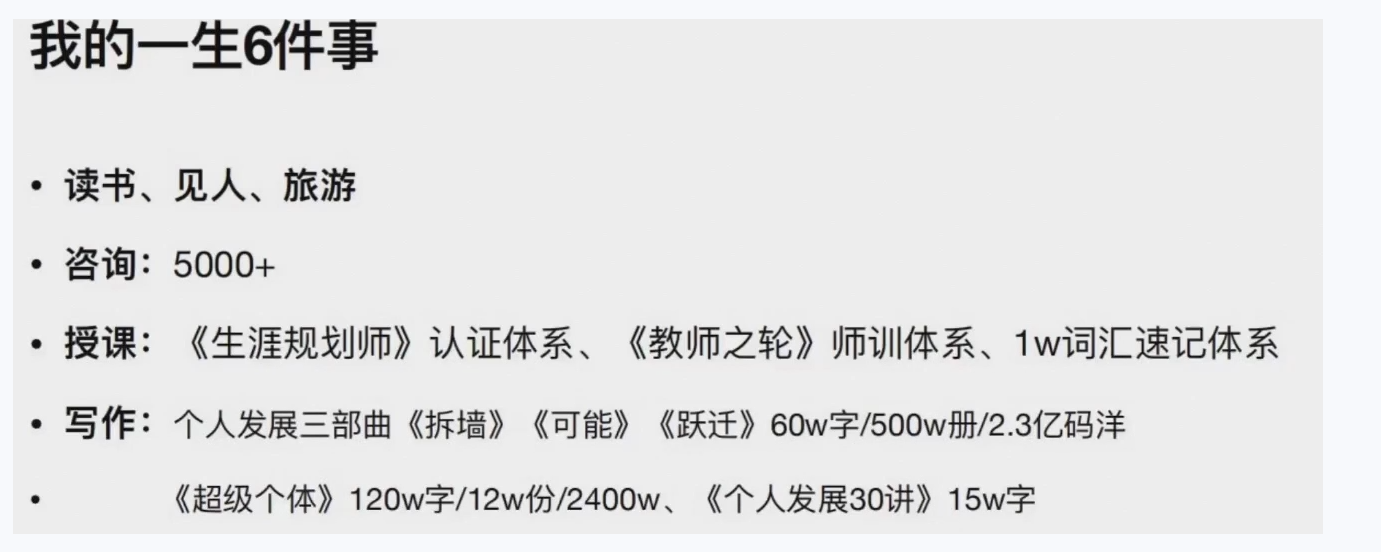 我的一生6件事
• 读书、见人、旅游
• 咨询：5000+
• 授课：《生涯规划师》认证体系、《教师之轮》师训体系、1w词汇速记体系
• 写作：个人发展三部曲《拆墙》《可能》《跃迁》60w字/500w册/2.3亿码洋
• 《超级个体》120w字/12w份/2400w、《个人发展30讲》15w字